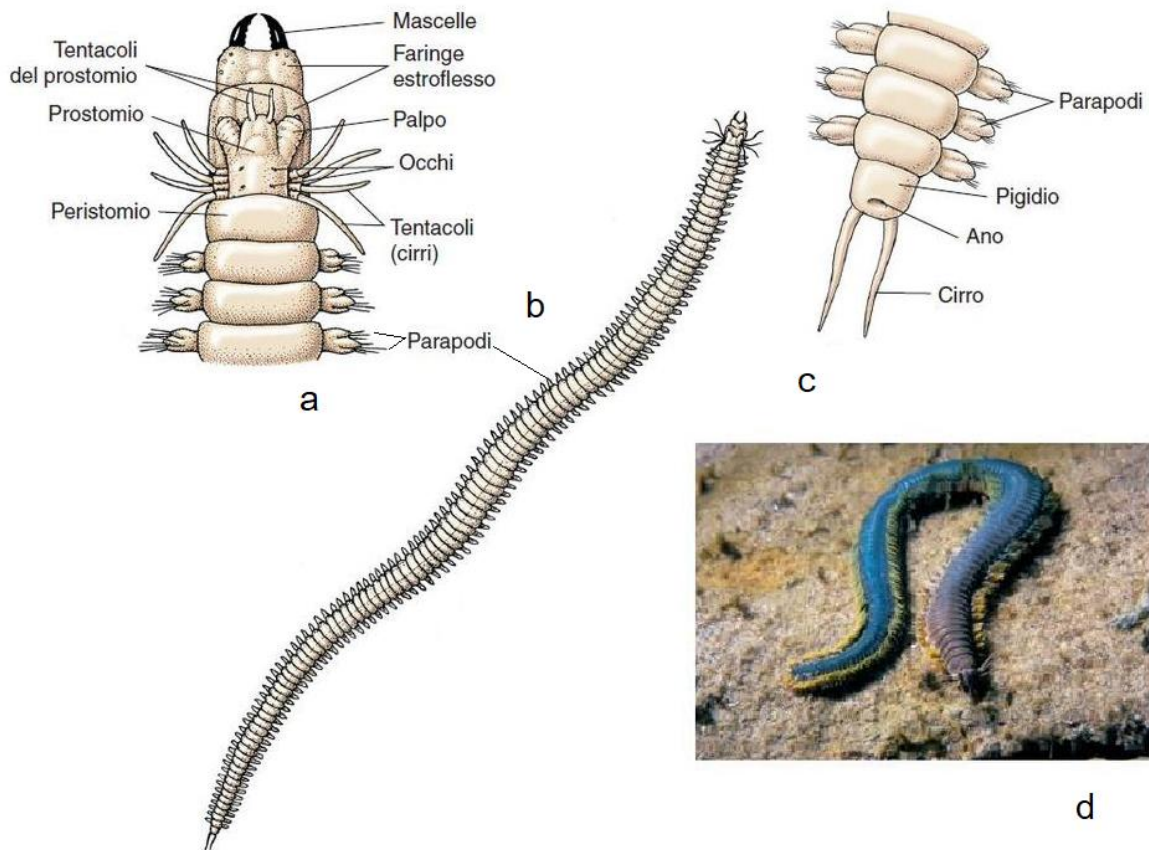 Mascelle
Tentacoli
del prostomio
Faringe
estroflesso
Prostomio
Palpo
Occhi
Peristomio
Tentacoli
(cirri)
Parapodi
a
b
Parapodi
Pigidio
Ano
Cirro
c
d